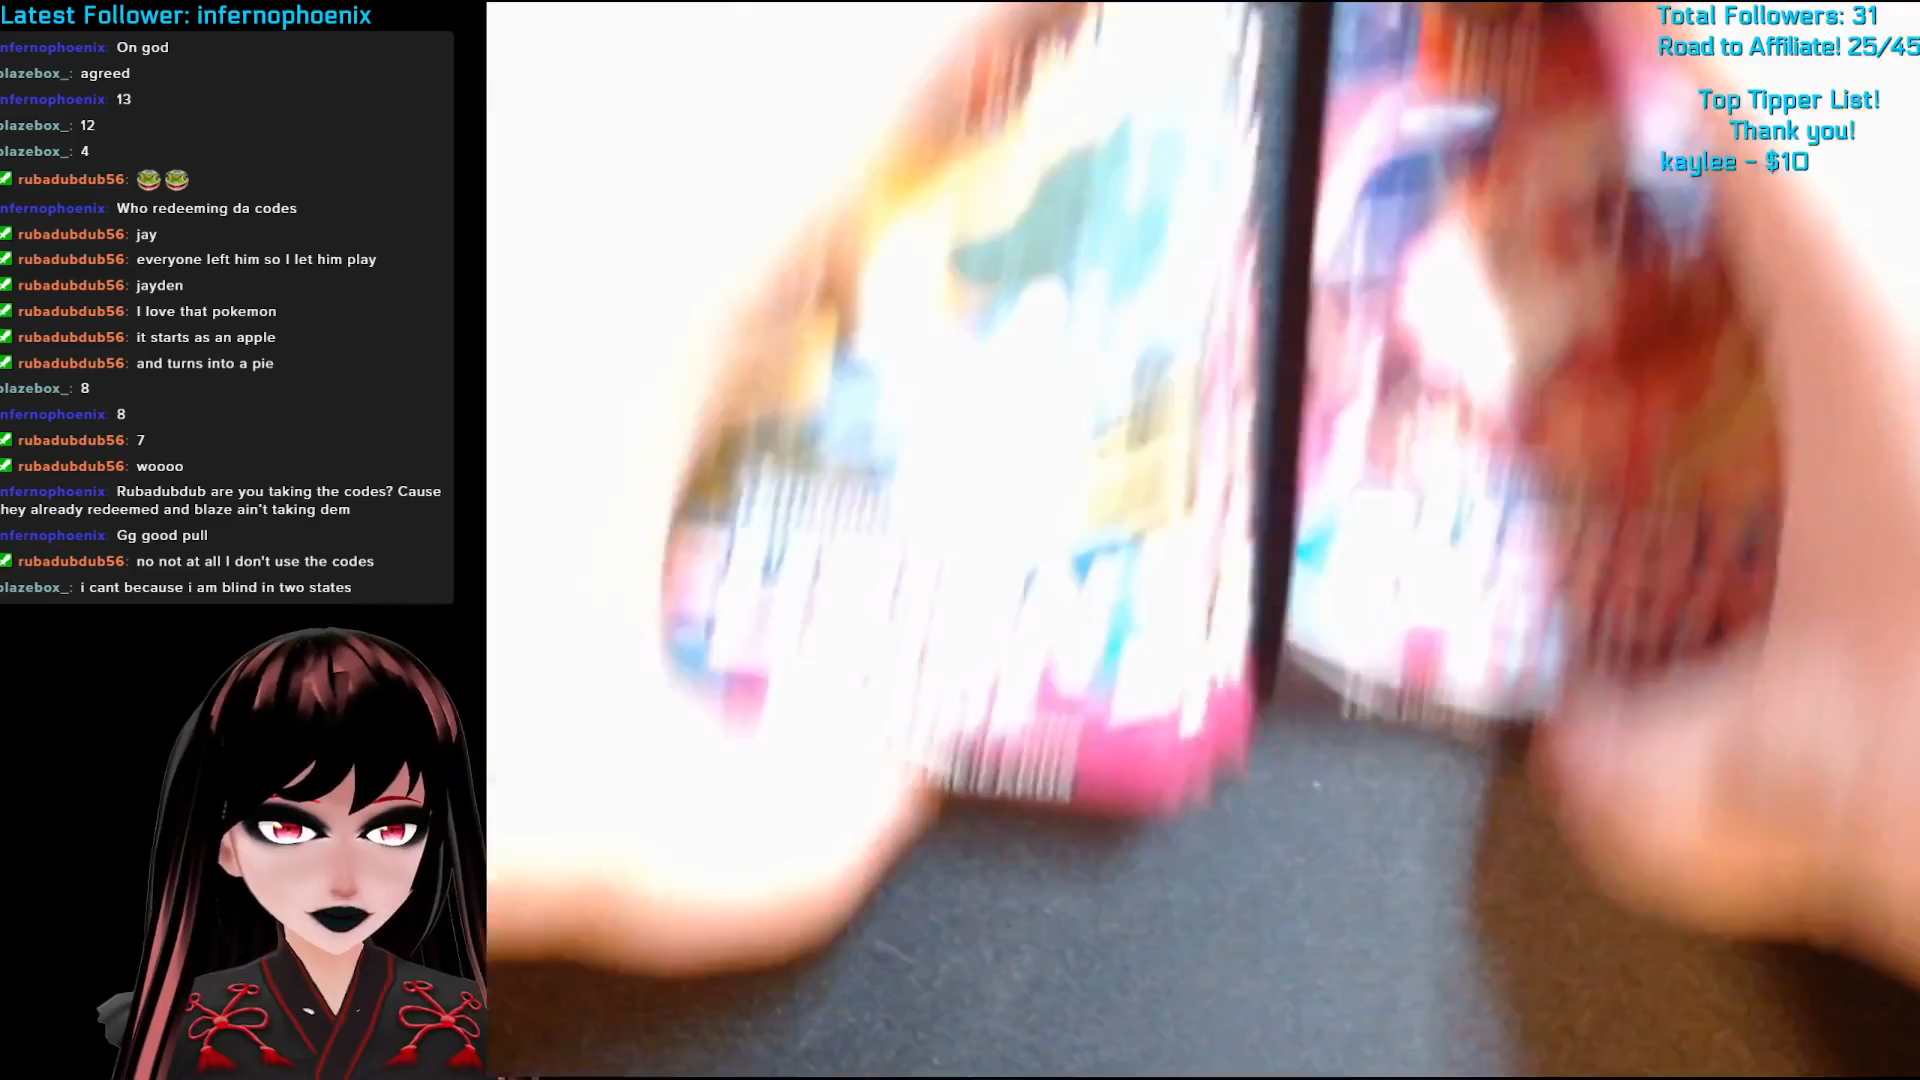 Latest Follower: infernophoenix
nfernophoenix: On god
blazebox_: agreed
nfernophoenix: 13
blazebox_: 12
blazebox_: 4
rubadubdub56:
nfernophoenix: Who redeeming da codes
rubadubdub56: jay
rubadubdub56: everyone left him so I let him play
rubadubdub56: jayden
rubadubdub56: I love that pokemon
rubadubdub56: it starts as an apple
rubadubdub56: and turns into a pie
blazebox_: 8
nfernophoenix: 8
rubadubdub56: 7
rubadubdub56: woooo
nfernophoenix: Rubadubdub are you taking the codes? Cause
they already redeemed and blaze ain't taking dem
nfernophoenix: Gg good pull
rubadubdub56: no not at all I don't use the codes
blazebox_: i cant because i am blind in two states
Total Followers: 31
Road to Affiliate! 25/45
Top Tipper List!
Thank you!
kaylee - $10